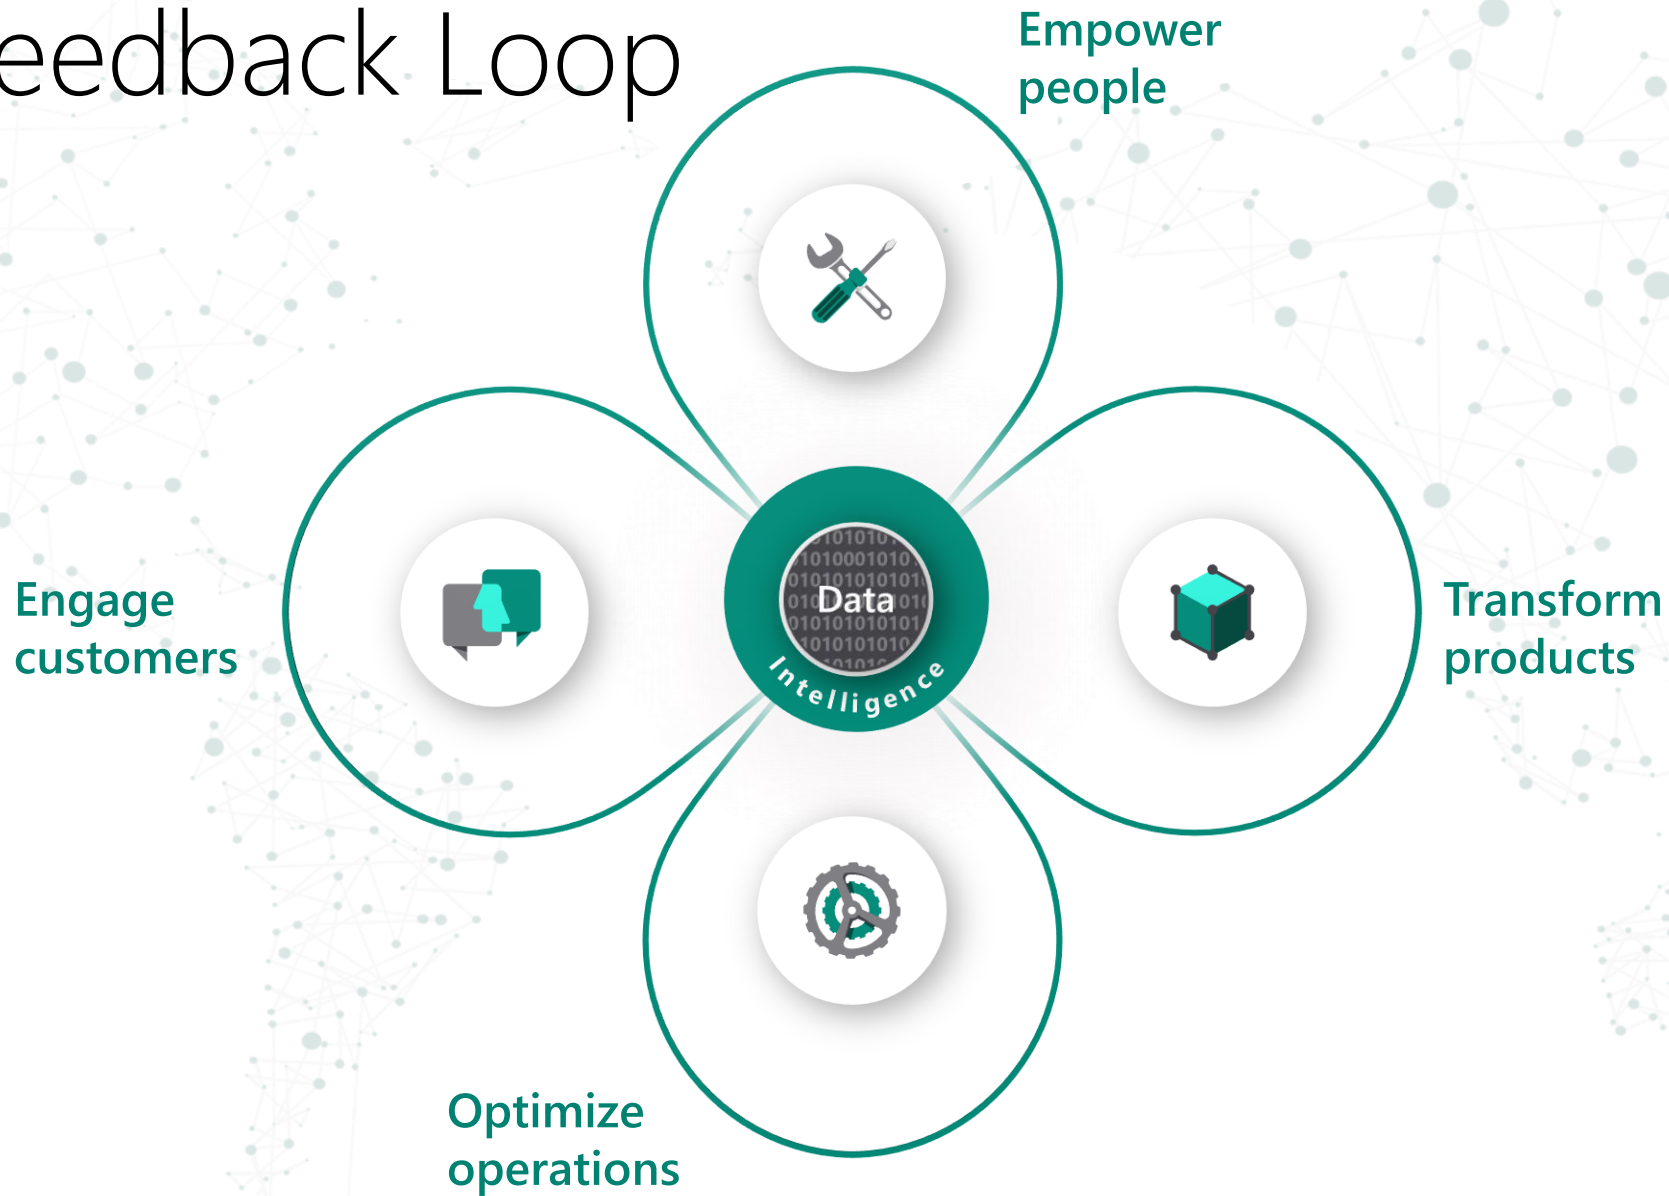 eedback Loop
Empower
people
Engage
customers
Data
Intelligence
Transform
products
Optimize
operations